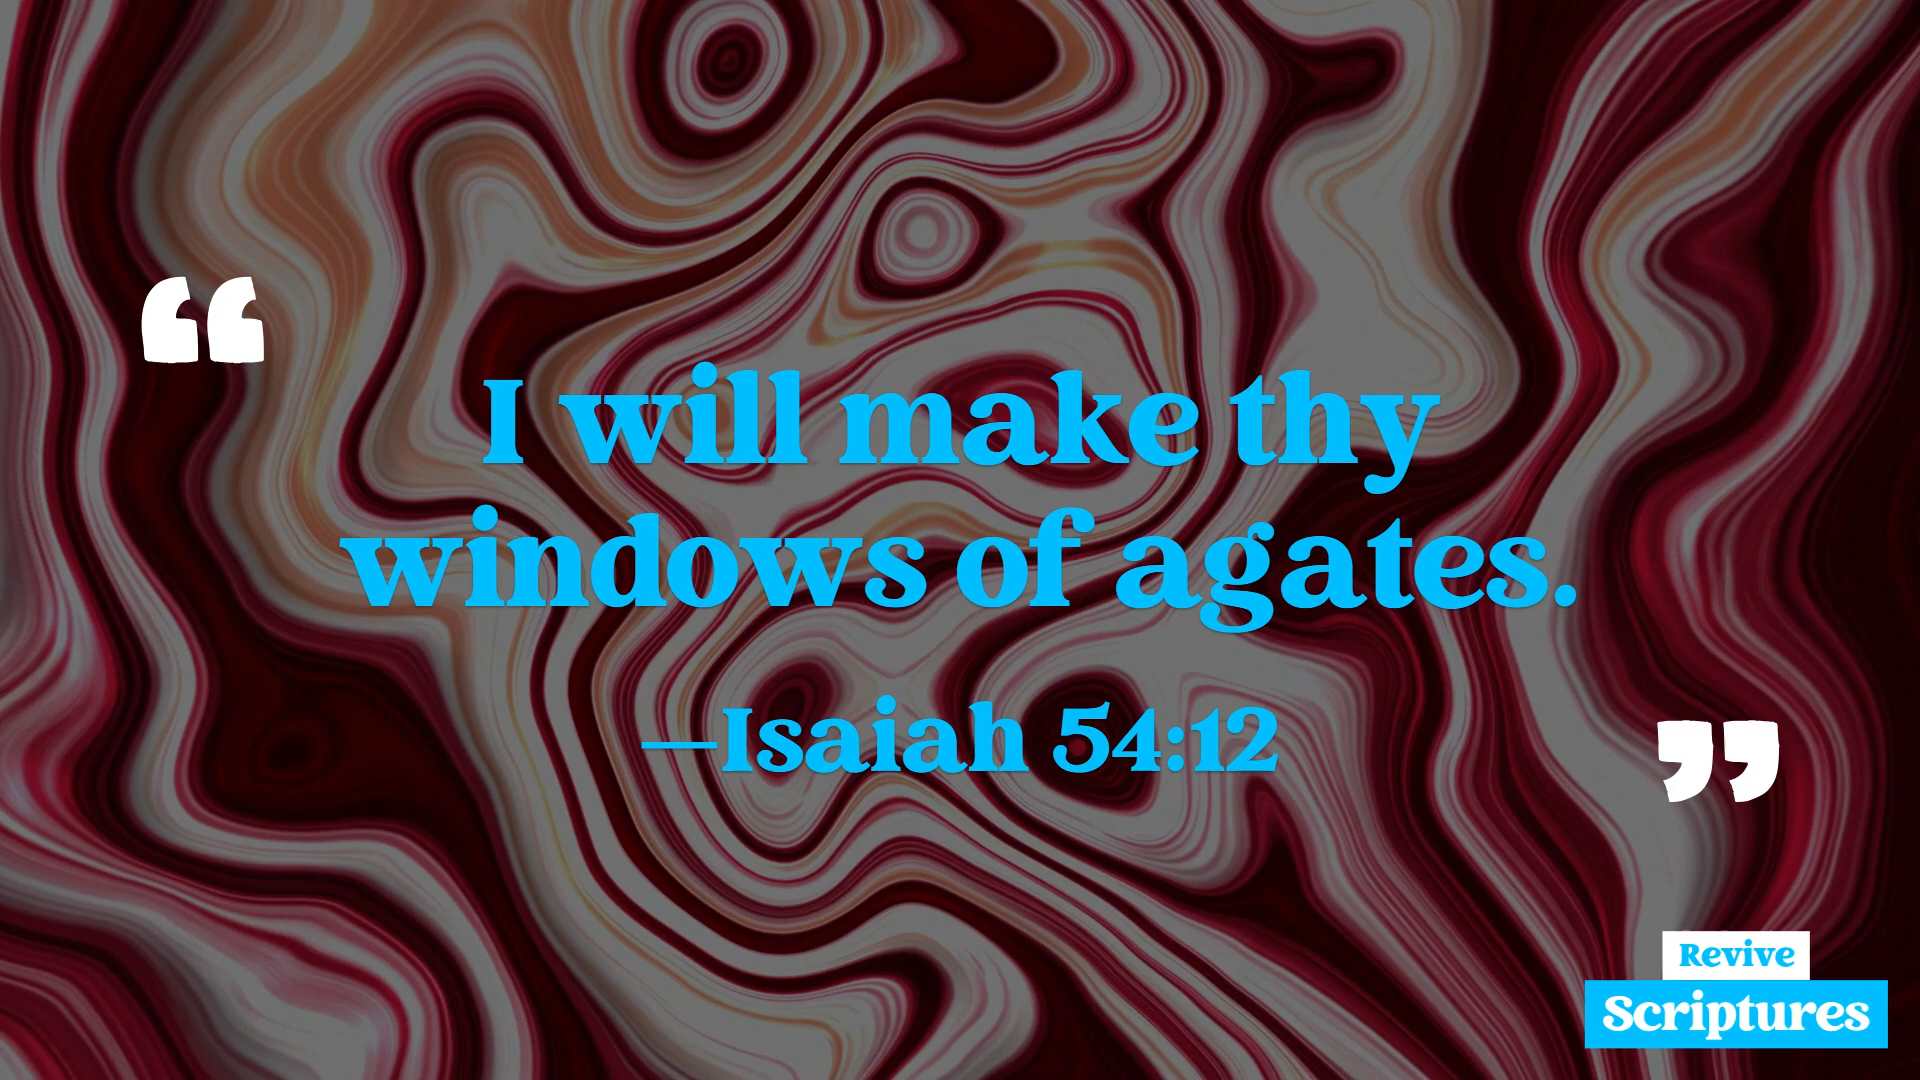 “
I will make thy
windows of agates.
—Isaiah 54:12
”
Revive
Scriptures